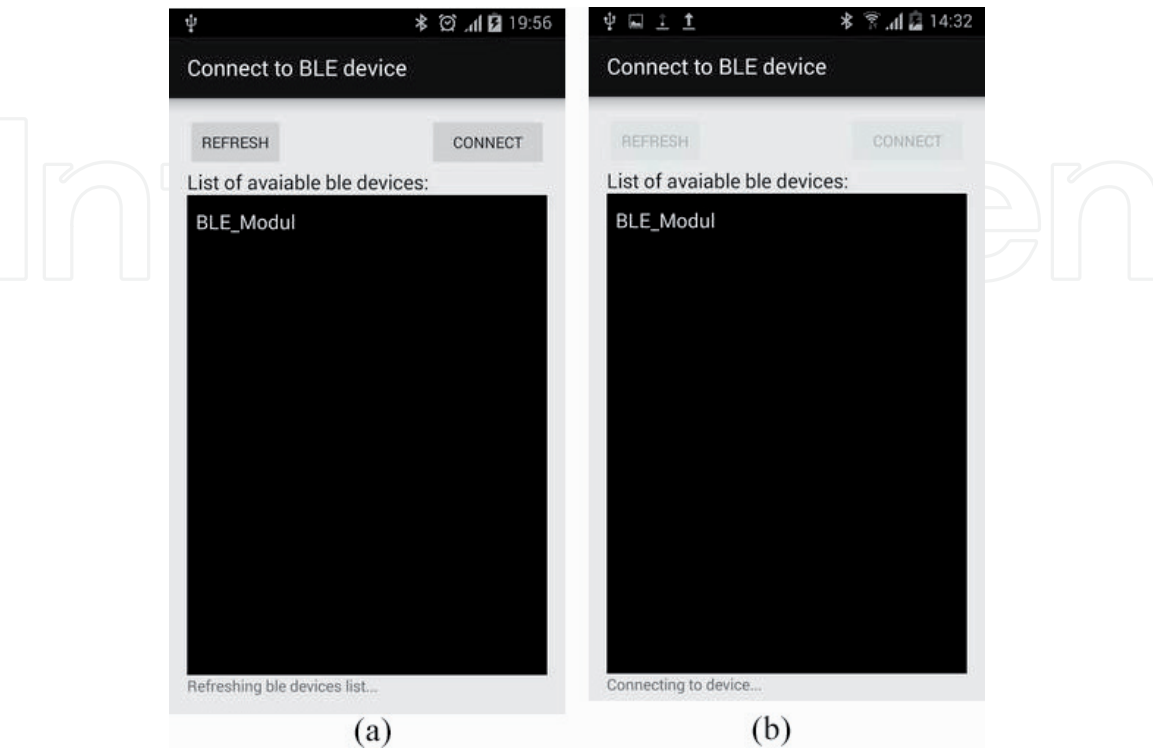 19:56
Connect to BLE device
REFRESH CONNECT
List of avaiable ble devices:
BLE_Modul
Refreshing ble devices list...
(a)
14:32
Connect to BLE device
REFRESH CONNECT
List of avaiable ble devices:
BLE_Modul
Connecting to device...
(b)